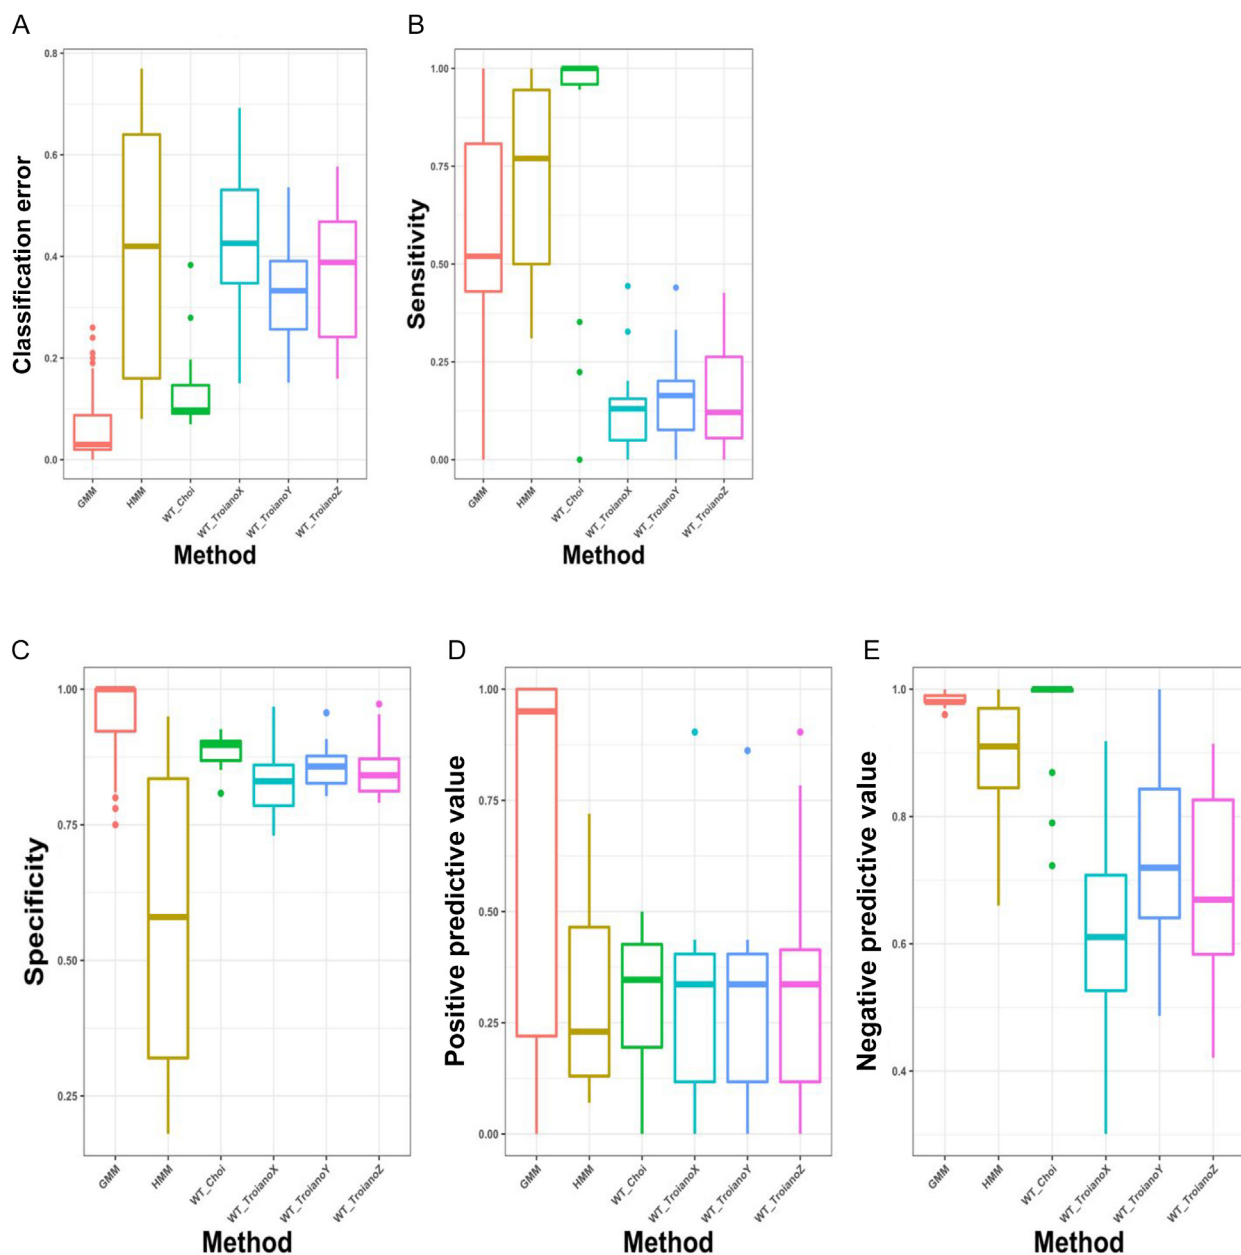 A
Classification error
0.8
0.6
0.4
0.2
0.0
GMM
HMM
WT_Choi
WT_TroianoX
WT_TroianoY
WT_TroianoZ
Method
B
Sensitivity
1.00
0.75
0.50
0.25
0.00
GMM
HMM
WT_Choi
WT_TroianoX
WT_TroianoY
WT_TroianoZ
Method
C
Specificity
1.00
0.75
0.50
0.25
GMM
HMM
WT_Choi
WT_TroianoX
WT_TroianoY
WT_TroianoZ
Method
D
Positive predictive value
1.00
0.75
0.50
0.25
0.00
GMM
HMM
WT_Choi
WT_TroianoX
WT_TroianoY
WT_TroianoZ
Method
E
Negative predictive value
1.0
0.8
0.6
0.4
GMM
HMM
WT_Choi
WT_TroianoX
WT_TroianoY
WT_TroianoZ
Method